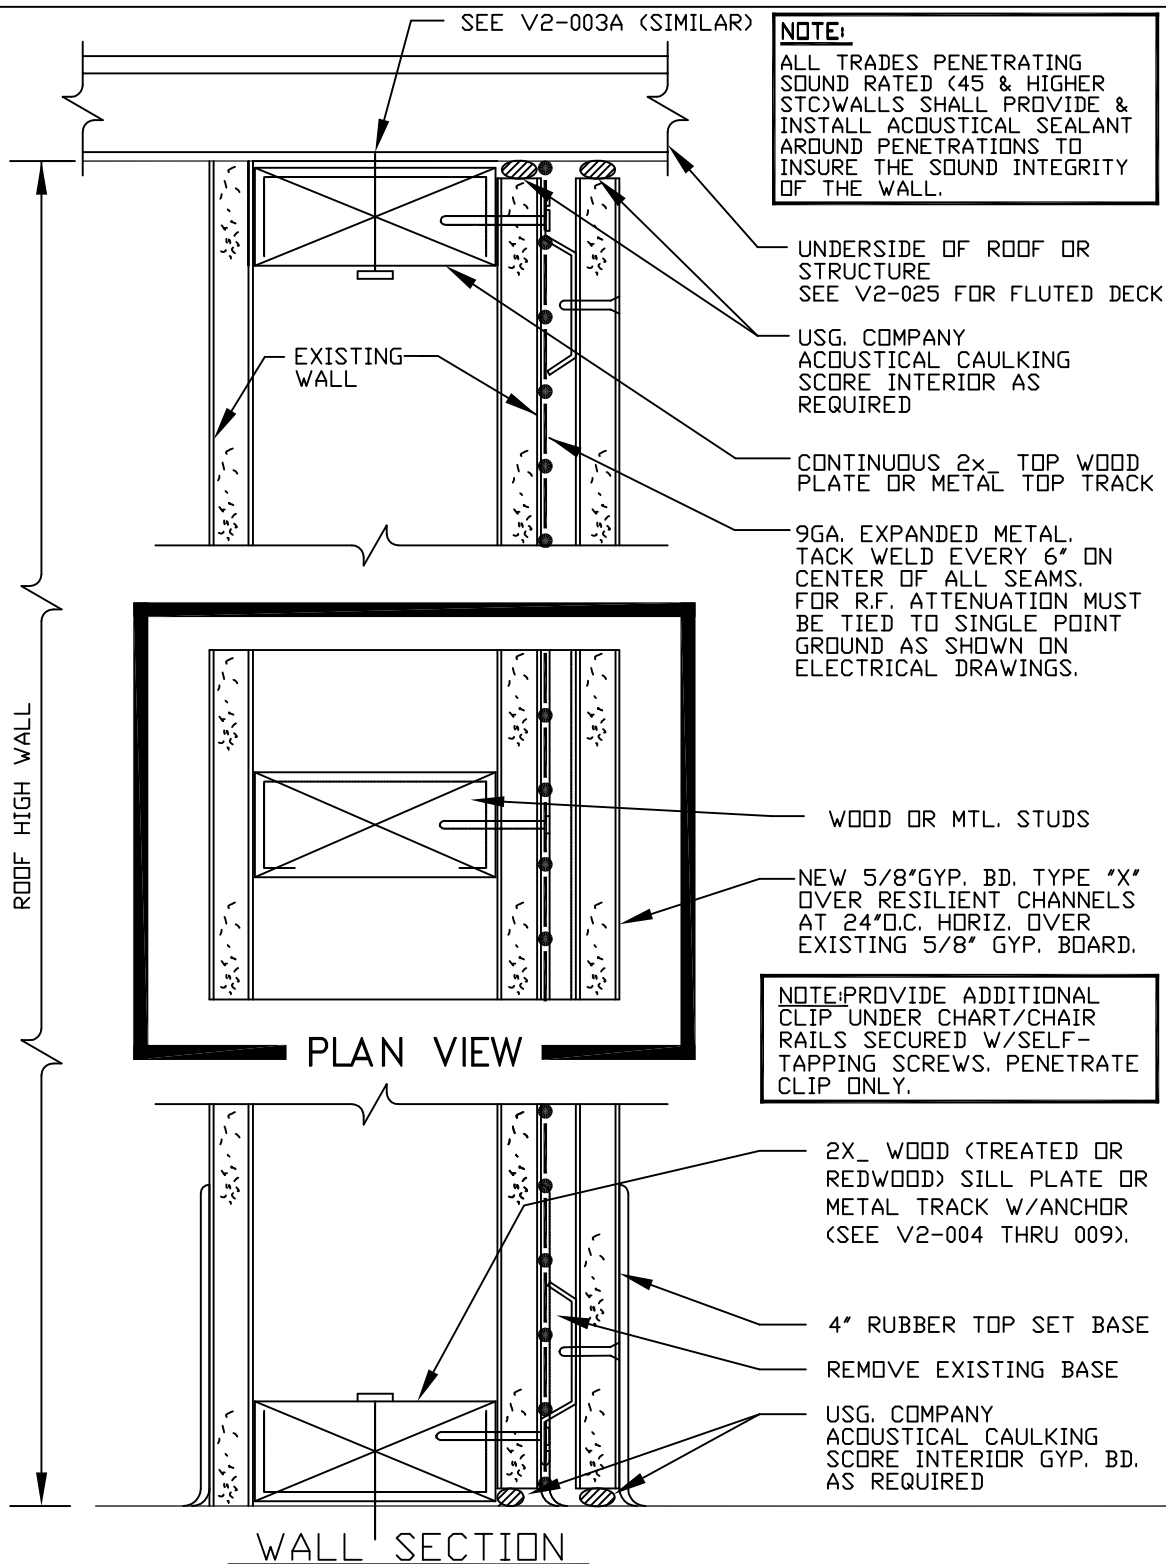 SEE V2-003A (SIMILAR)
NOTE:
ALL TRADES PENETRATING
SOUND RATED (45 & HIGHER
STC)WALLS SHALL PROVIDE &
INSTALL ACOUSTICAL SEALANT
AROUND PENETRATIONS TO
INSURE THE SOUND INTEGRITY
OF THE WALL.
UNDERSIDE OF ROOF OR
STRUCTURE
SEE V2-025 FOR FLUTED DECK
USG. COMPANY
ACOUSTICAL CAULKING
SCORE INTERIOR AS
REQUIRED
EXISTING
WALL
CONTINUOUS 2x_ TOP WOOD
PLATE OR METAL TOP TRACK
9GA. EXPANDED METAL.
TACK WELD EVERY 6" ON
CENTER OF ALL SEAMS.
FOR R.F. ATTENUATION MUST
BE TIED TO SINGLE POINT
GROUND AS SHOWN ON
ELECTRICAL DRAWINGS.
ROOF HIGH WALL
WOOD OR MTL. STUDS
NEW 5/8"GYP. BD. TYPE "X"
OVER RESILIENT CHANNELS
AT 24"O.C. HORIZ. OVER
EXISTING 5/8" GYP. BOARD.
NOTE:PROVIDE ADDITIONAL
CLIP UNDER CHART/CHAIR
RAILS SECURED W/SELF-
TAPPING SCREWS. PENETRATE
CLIP ONLY.
PLAN VIEW
2X_ WOOD (TREATED OR
REDWOOD) SILL PLATE OR
METAL TRACK W/ANCHOR
(SEE V2-004 THRU 009).
4" RUBBER TOP SET BASE
REMOVE EXISTING BASE
USG. COMPANY
ACOUSTICAL CAULKING
SCORE INTERIOR GYP. BD.
AS REQUIRED
WALL SECTION